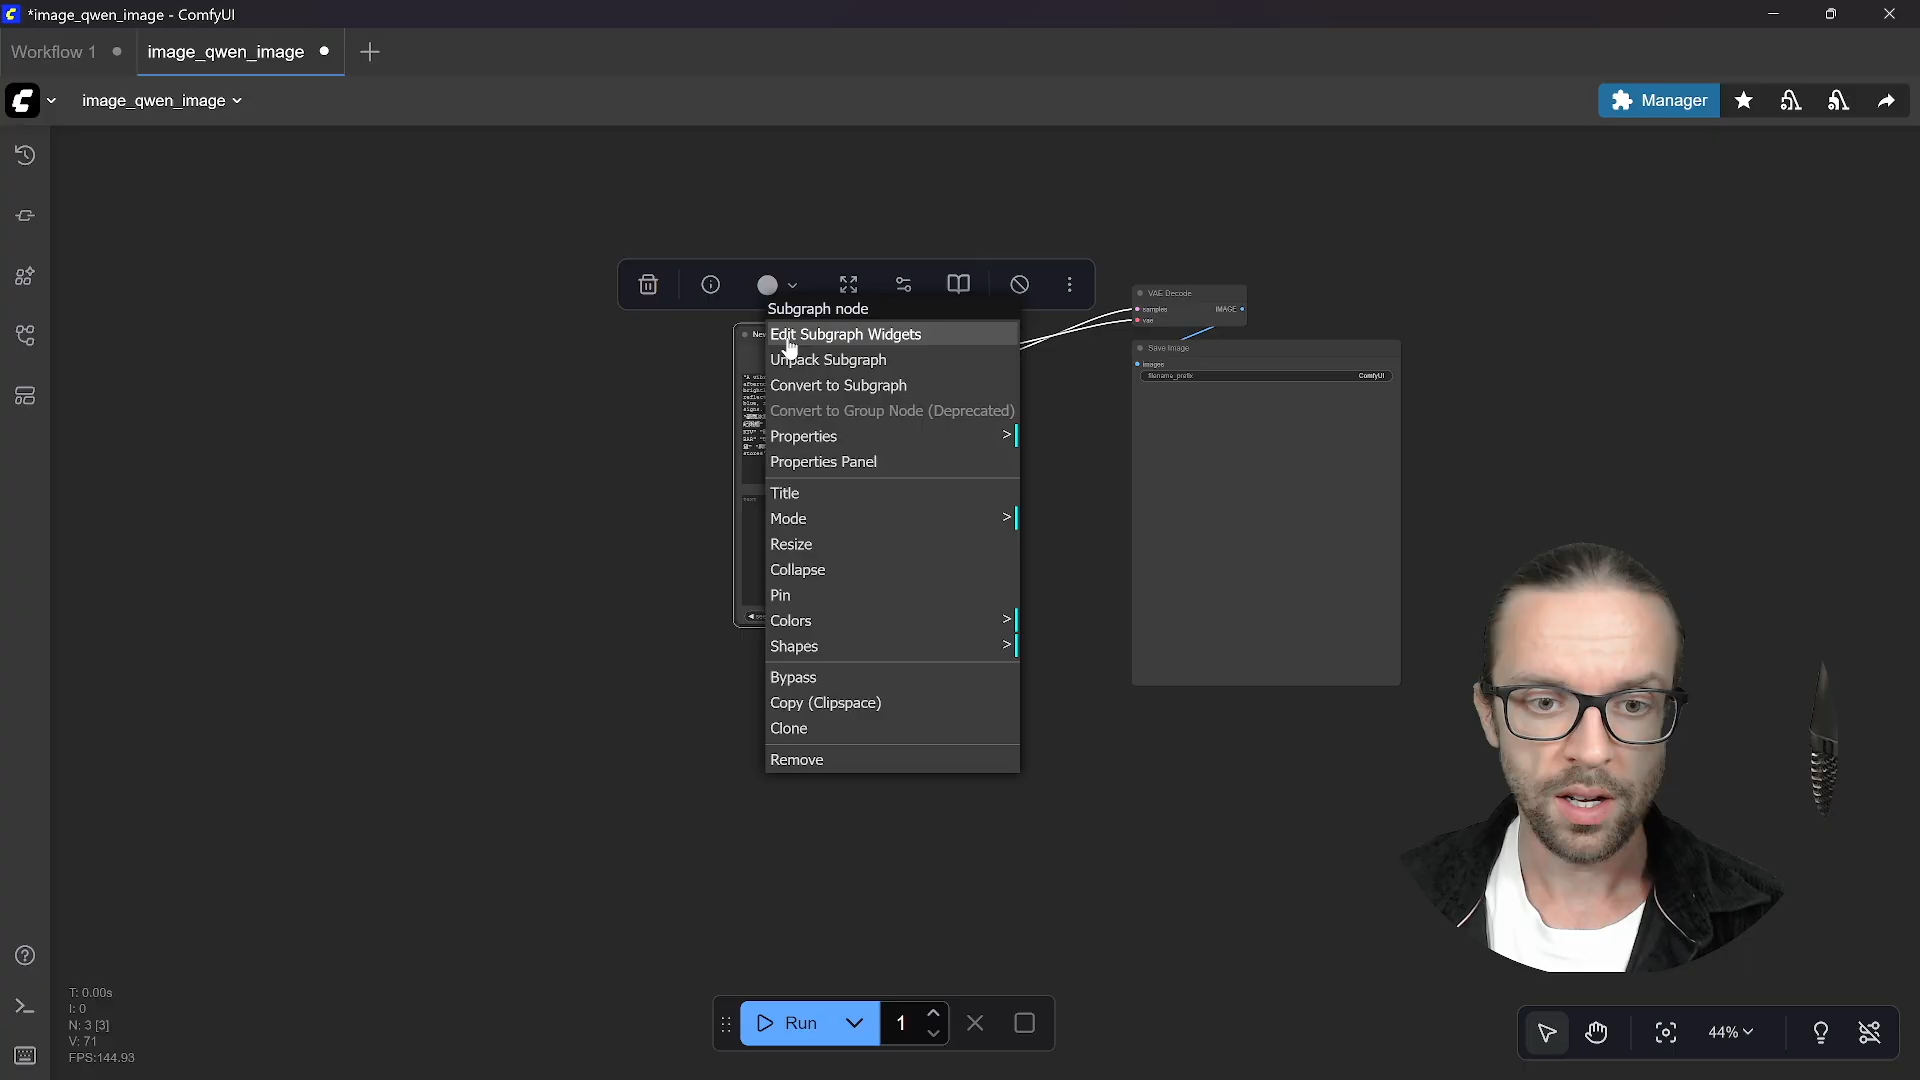 *image_qwen_image - ComfyUI
Workflow 1
image_qwen_image
image_qwen_image
Manager
Subgraph node
Edit Subgraph Widgets
Unpack Subgraph
Convert to Subgraph
Convert to Group Node (Deprecated)
Properties >
Properties Panel
Title
Mode >
Resize
Collapse
Pin
Colors >
Shapes >
Bypass
Copy (Clipspace)
Clone
Remove
New
text
VAE Decode
samples IMAGE
vae
Save Image
images
filename_prefix ComfyUI
T: 0.00s
I: 0
N: 3 [3]
V: 71
FPS:144.93
Run
1
44%